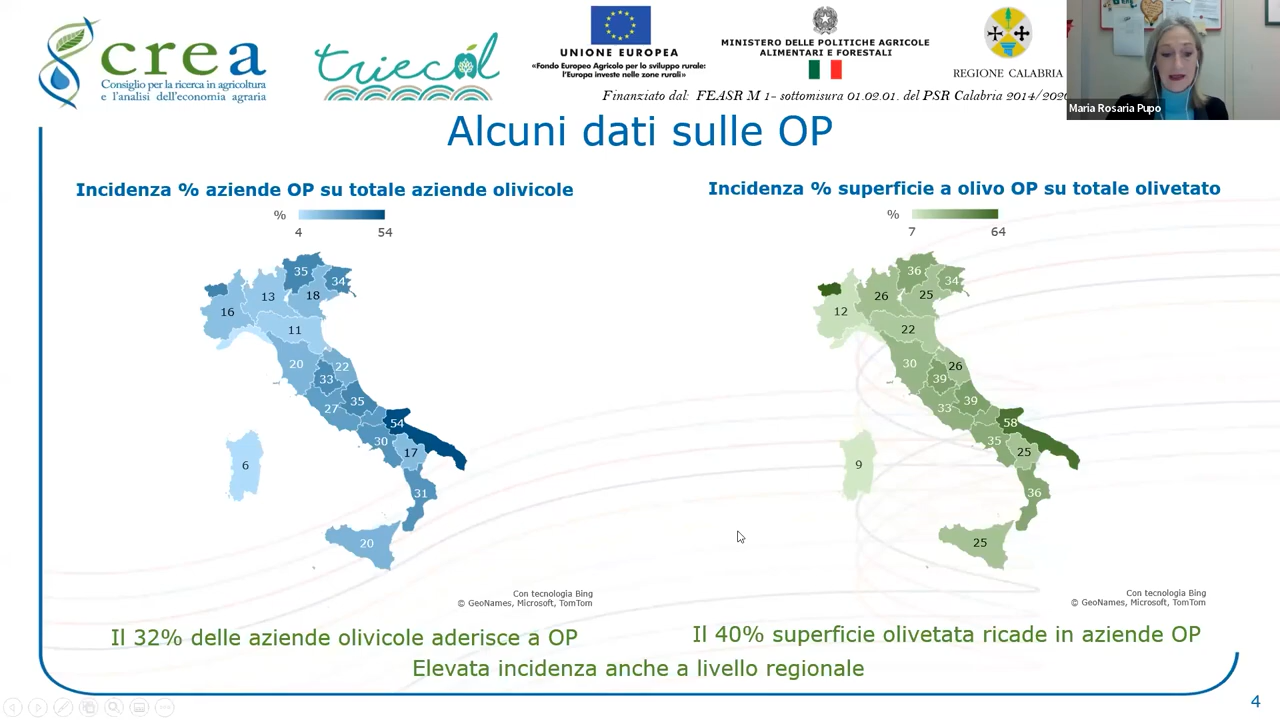 crea
Consiglio per la ricerca in agricoltura
e l'analisi dell'economia agraria
triecol
UNIONE EUROPEA
«Fondo Europeo Agricolo per lo sviluppo rurale:
l'Europa investe nelle zone rurali»
MINISTERO DELLE POLITICHE AGRICOLE
ALIMENTARI E FORESTALI
REGIONE CALABRIA
Finanziato dal: FEASR M 1- sottomisura 01.02.01. del PSR Calabria 2014/2020
Maria Rosaria Pupo
Alcuni dati sulle OP
Incidenza % aziende OP su totale aziende olivicole
%
4 54
35
34
13
18
16
11
20
22
33
35
27
54
30
17
6
31
20
Con tecnologia Bing
© GeoNames, Microsoft, TomTom
Incidenza % superficie a olivo OP su totale olivetato
%
7 64
36
34
26
25
12
22
30
26
39
39
33
58
35
25
9
36
25
Con tecnologia Bing
© GeoNames, Microsoft, TomTom
Il 32% delle aziende olivicole aderisce a OP
Il 40% superficie olivetata ricade in aziende OP
Elevata incidenza anche a livello regionale
4